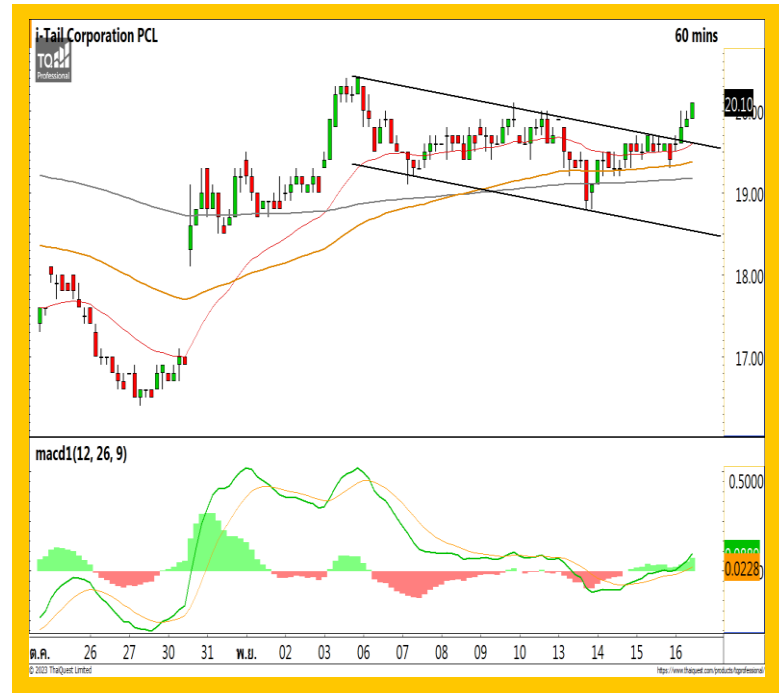 i-Tail Corporation PCL 60 mins
TQ
Professional
20.10
20.00
19.00
18.00
17.00
macd1(12, 26, 9)
0.5000
0.0228
ต.ค. 26 27 30 31 พ.ย. 02 03 06 07 08 09 10 13 14 15 16
© 2023 ThaiQuest Limited https://www.thaiquest.com/products/tqprofessional/